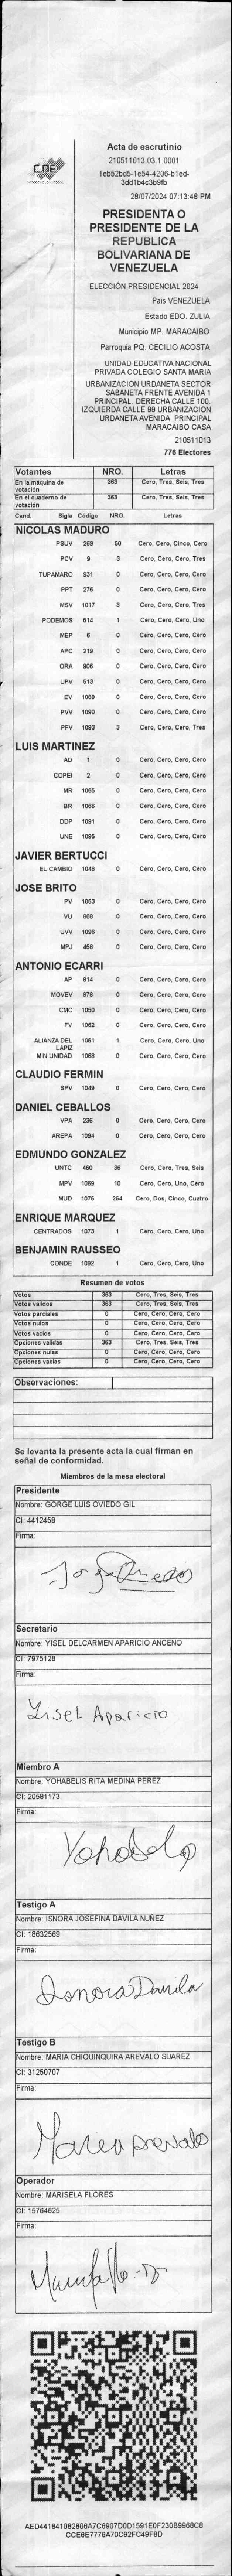 CNE
Acta de escrutinio
210511013.03.1.0001
1eb52bd5-1e54-4206-b1ed-
3dd1b4c3b9fb
28/07/2024 07:13:48 PM
PRESIDENTA O
PRESIDENTE DE LA
REPUBLICA
BOLIVARIANA DE
VENEZUELA
ELECCIÓN PRESIDENCIAL 2024
Pais VENEZUELA
Estado EDO. ZULIA
Municipio MP. MARACAIBO
Parroquia PQ. CECILIO ACOSTA
UNIDAD EDUCATIVA NACIONAL
PRIVADA COLEGIO SANTA MARIA
URBANIZACION URDANETA SECTOR
SABANETA FRENTE AVENIDA 1
PRINCIPAL. DERECHA CALLE 100.
IZQUIERDA CALLE 99 URBANIZACION
URDANETA AVENIDA PRINCIPAL
MARACAIBO CASA
210511013
776 Electores
Votantes NRO. Letras
En la máquina de votación 363 Cero, Tres, Seis, Tres
En el cuaderno de votación 363 Cero, Tres, Seis, Tres
Cand. Sigla Código NRO. Letras
NICOLAS MADURO
PSUV 269 50 Cero, Cero, Cinco, Cero
PCV 9 3 Cero, Cero, Cero, Tres
TUPAMARO 931 0 Cero, Cero, Cero, Cero
PPT 276 0 Cero, Cero, Cero, Cero
MSV 1017 3 Cero, Cero, Cero, Tres
PODEMOS 514 1 Cero, Cero, Cero, Uno
MEP 6 0 Cero, Cero, Cero, Cero
APC 219 0 Cero, Cero, Cero, Cero
ORA 906 0 Cero, Cero, Cero, Cero
UPV 513 0 Cero, Cero, Cero, Cero
EV 1089 0 Cero, Cero, Cero, Cero
PVV 1090 0 Cero, Cero, Cero, Cero
PFV 1093 3 Cero, Cero, Cero, Tres
LUIS MARTINEZ
AD 1 0 Cero, Cero, Cero, Cero
COPEI 2 0 Cero, Cero, Cero, Cero
MR 1065 0 Cero, Cero, Cero, Cero
BR 1066 0 Cero, Cero, Cero, Cero
DDP 1091 0 Cero, Cero, Cero, Cero
UNE 1095 0 Cero, Cero, Cero, Cero
JAVIER BERTUCCI
EL CAMBIO 1048 0 Cero, Cero, Cero, Cero
JOSE BRITO
PV 1053 0 Cero, Cero, Cero, Cero
VU 869 0 Cero, Cero, Cero, Cero
UVV 1096 0 Cero, Cero, Cero, Cero
MPJ 458 0 Cero, Cero, Cero, Cero
ANTONIO ECARRI
AP 814 0 Cero, Cero, Cero, Cero
MOVEV 979 0 Cero, Cero, Cero, Cero
CMC 1050 0 Cero, Cero, Cero, Cero
FV 1062 0 Cero, Cero, Cero, Cero
ALIANZA DEL LAPIZ 1051 1 Cero, Cero, Cero, Uno
MIN UNIDAD 1068 0 Cero, Cero, Cero, Cero
CLAUDIO FERMIN
SPV 1049 0 Cero, Cero, Cero, Cero
DANIEL CEBALLOS
VPA 236 0 Cero, Cero, Cero, Cero
AREPA 1094 0 Cero, Cero, Cero, Cero
EDMUNDO GONZALEZ
UNTC 460 36 Cero, Cero, Tres, Seis
MPV 1069 10 Cero, Cero, Uno, Cero
MUD 1075 254 Cero, Dos, Cinco, Cuatro
ENRIQUE MARQUEZ
CENTRADOS 1073 1 Cero, Cero, Cero, Uno
BENJAMIN RAUSSEO
CONDE 1092 1 Cero, Cero, Cero, Uno
Resumen de votos
Votos 363 Cero, Tres, Seis, Tres
Votos validos 363 Cero, Tres, Seis, Tres
Votos parciales 0 Cero, Cero, Cero, Cero
Votos nulos 0 Cero, Cero, Cero, Cero
Votos vacios 0 Cero, Cero, Cero, Cero
Opciones validas 363 Cero, Tres, Seis, Tres
Opciones nulas 0 Cero, Cero, Cero, Cero
Opciones vacias 0 Cero, Cero, Cero, Cero
Observaciones:
Se levanta la presente acta la cual firman en
señal de conformidad.
Miembros de la mesa electoral
Presidente
Nombre: GORGE LUIS OVIEDO GIL
CI: 4412458
Firma:
Jorge Oviedo
Secretario
Nombre: YISEL DELCARMEN APARICIO ANCENO
CI: 7975128
Firma:
Yisel Aparicio
Miembro A
Nombre: YOHABELIS RITA MEDINA PEREZ
CI: 20581173
Firma:
Testigo A
Nombre: ISNORA JOSEFINA DAVILA NUÑEZ
CI: 18632569
Firma:
Isnora Davila
Testigo B
Nombre: MARIA CHIQUINQUIRA AREVALO SUAREZ
CI: 31250707
Firma:
Maria Arevalo
Operador
Nombre: MARISELA FLORES
CI: 15764625
Firma:
AED441841082806A7C6907D0D1591E0F230B9968C8
CCE6E7776A70C92FC49F8D